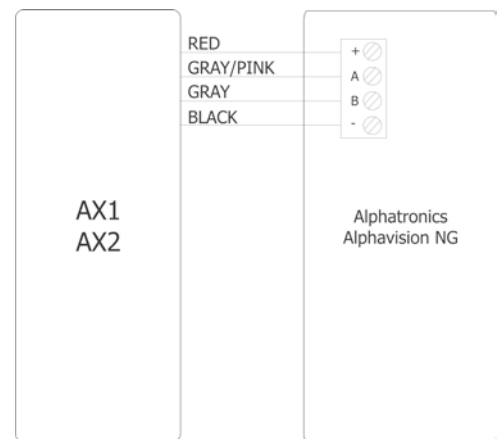 RED
GRAY/PINK
GRAY
BLACK
+
A
B
-
AX1
AX2
Alphatronics
Alphavision NG